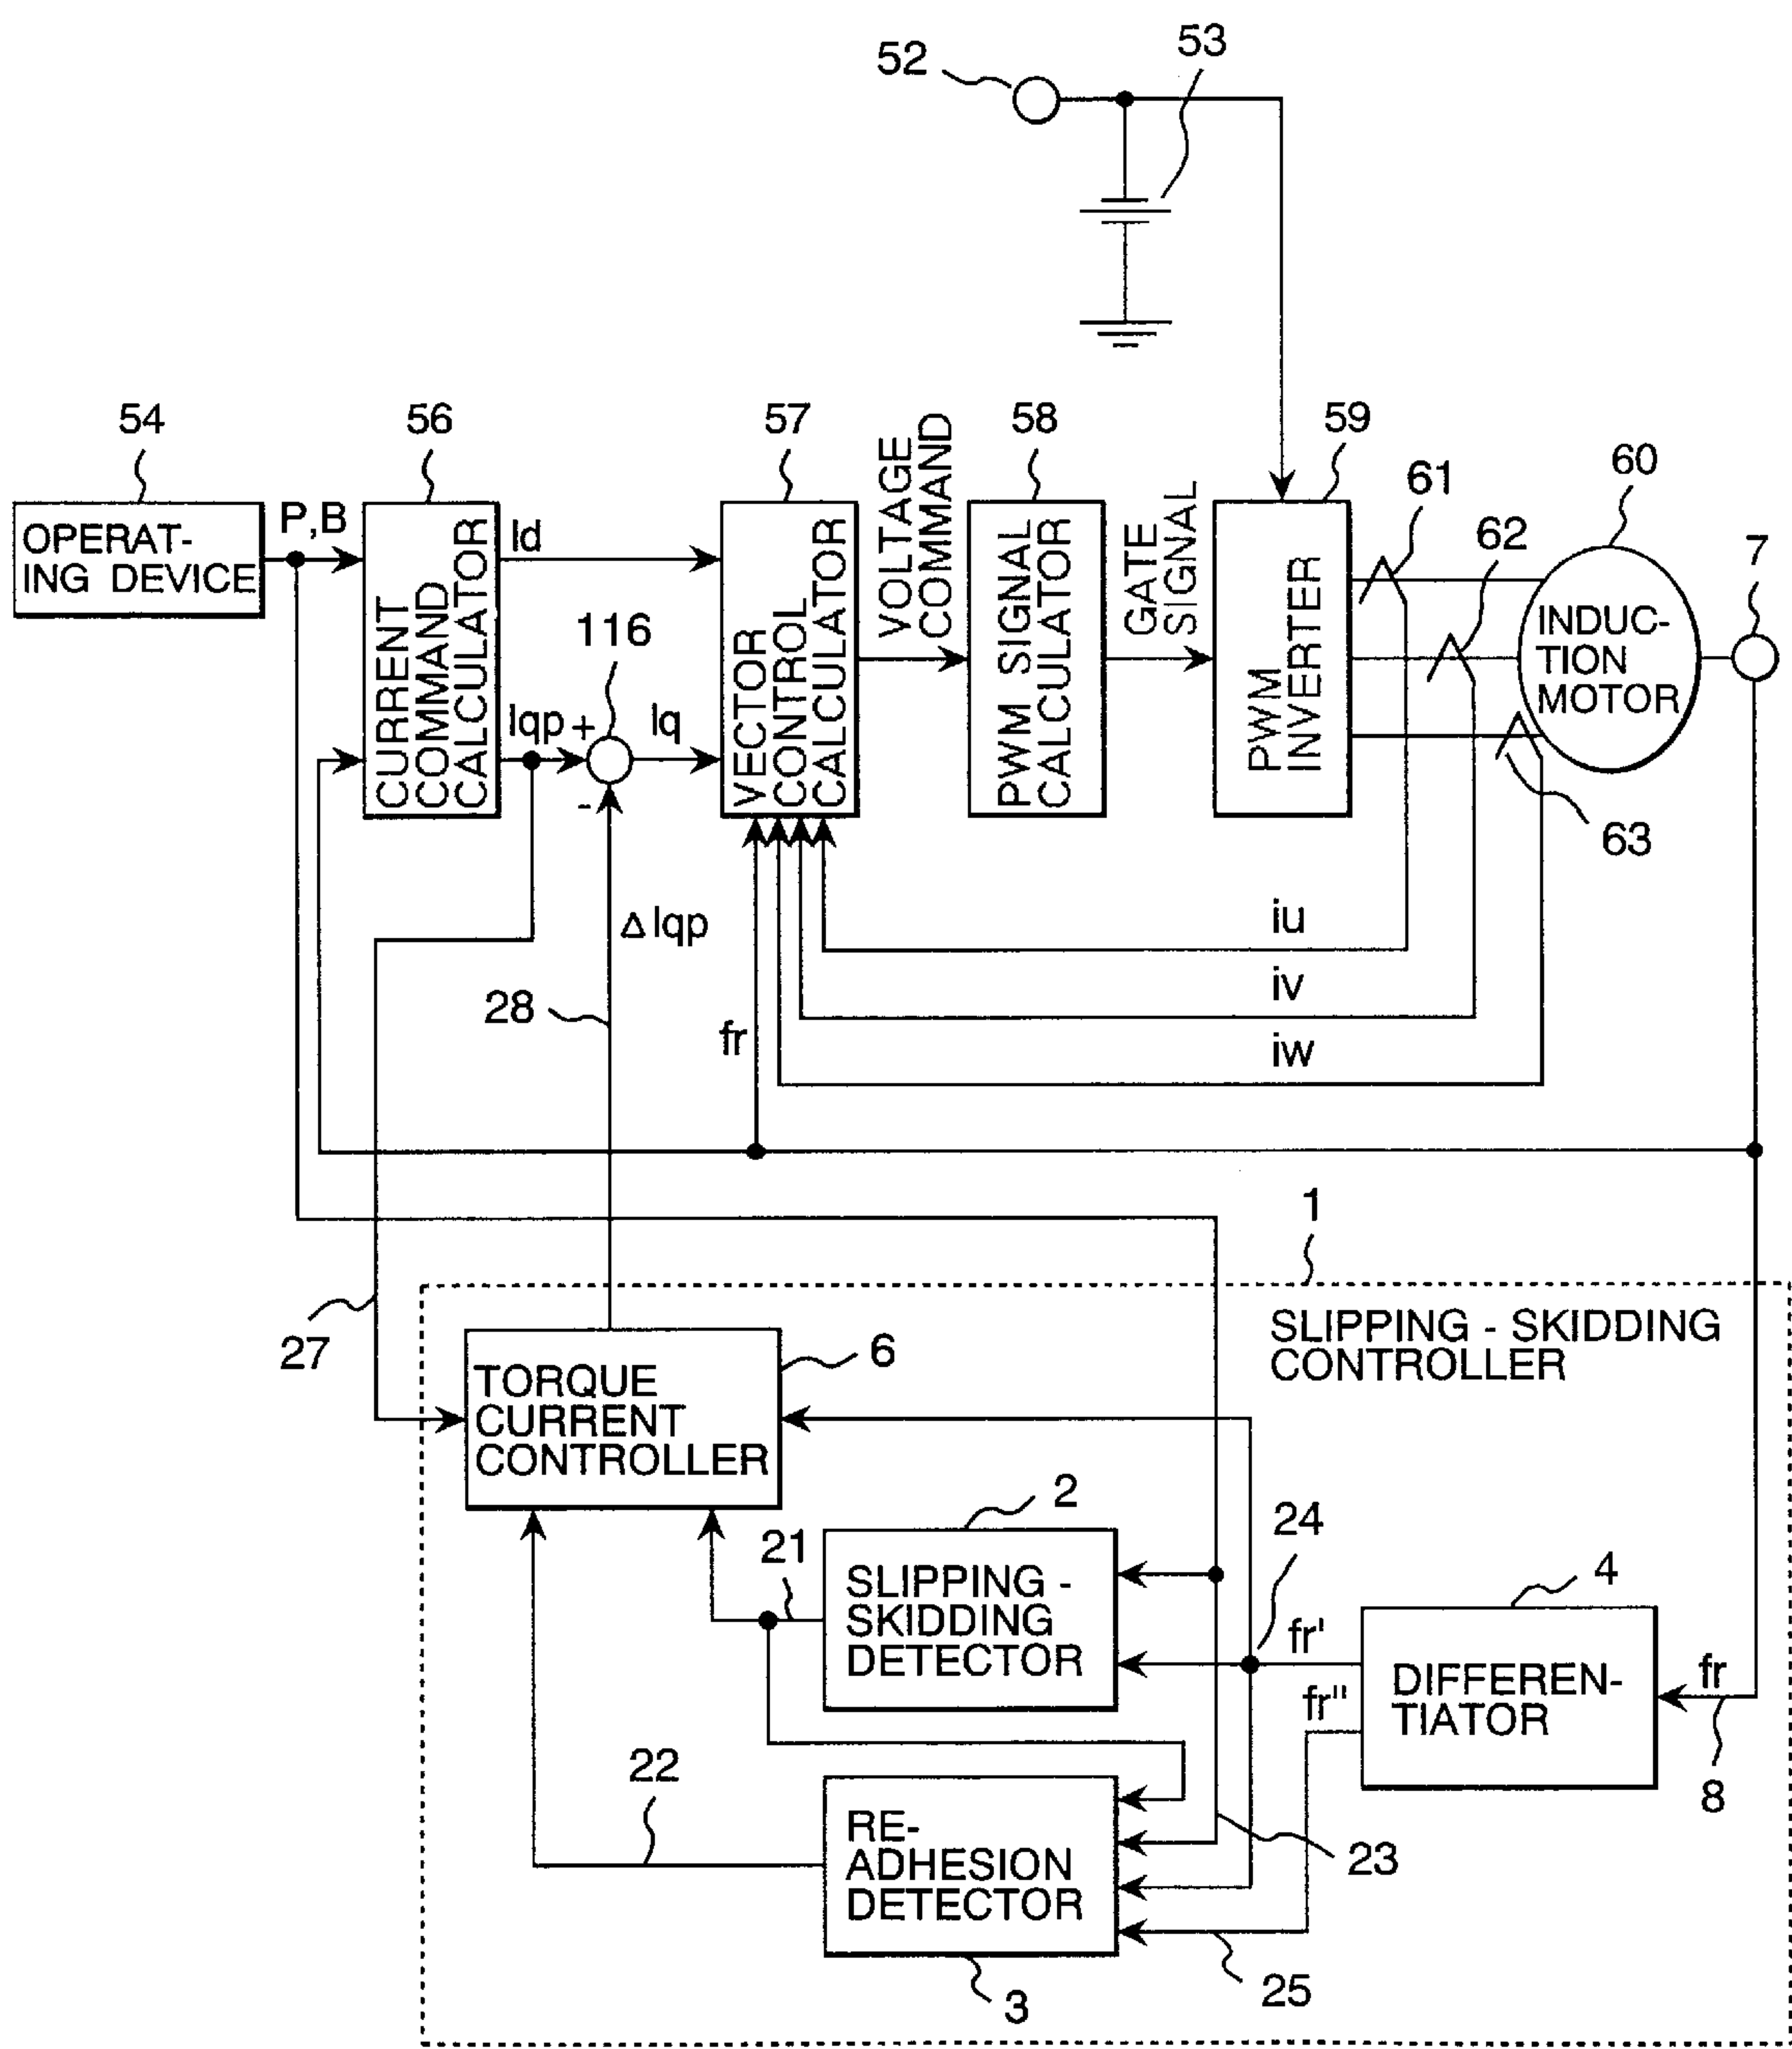 52
53
54
56
57
58
59
60
61
62
7
OPERAT-
ING DEVICE
P,B
CURRENT
COMMAND
CALCULATOR
Id
116
Iqp
+
-
Iq
VECTOR
CONTROL
CALCULATOR
VOLTAGE
COMMAND
PWM SIGNAL
CALCULATOR
GATE
SIGNAL
PWM
INVERTER
INDUC-
TION
MOTOR
63
Δ Iqp
28
fr
iu
iv
iw
1
27
SLIPPING - SKIDDING
CONTROLLER
TORQUE
CURRENT
CONTROLLER
6
2
21
SLIPPING -
SKIDDING
DETECTOR
24
4
fr'
fr"
DIFFEREN-
TIATOR
fr
8
22
RE-
ADHESION
DETECTOR
23
25
3